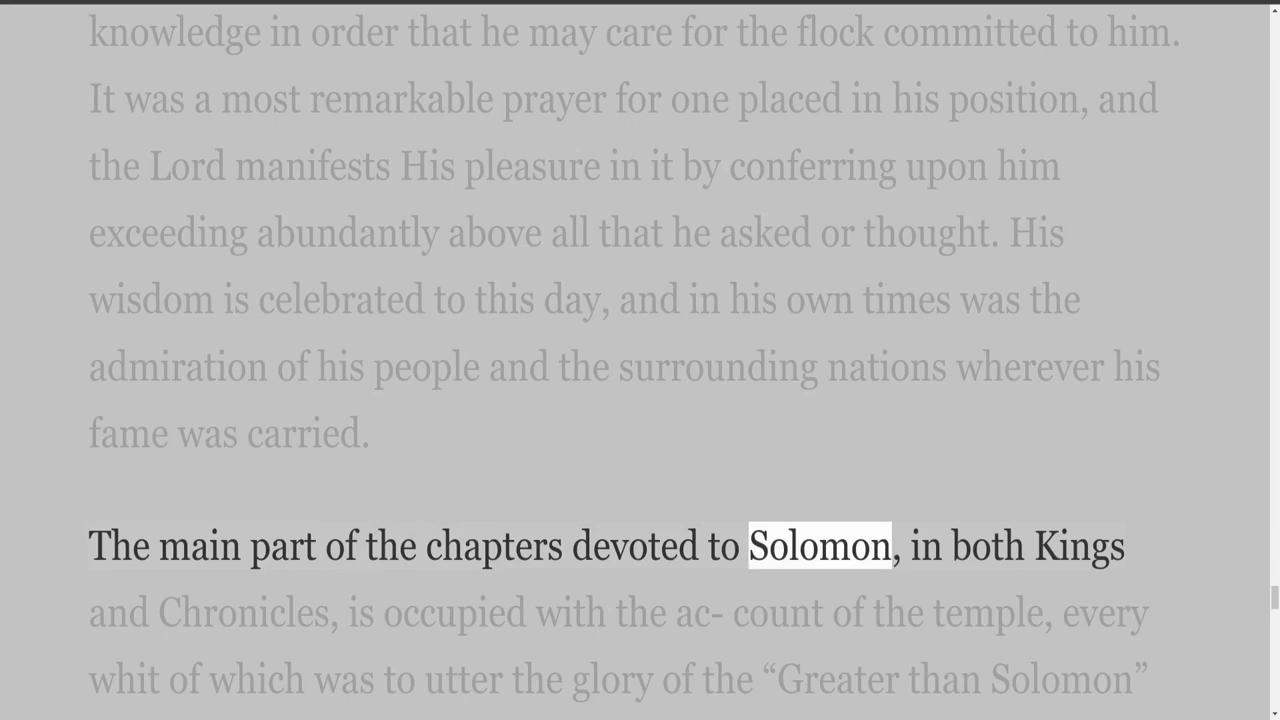 knowledge in order that he may care for the flock committed to him.
It was a most remarkable prayer for one placed in his position, and
the Lord manifests His pleasure in it by conferring upon him
exceeding abundantly above all that he asked or thought. His
wisdom is celebrated to this day, and in his own times was the
admiration of his people and the surrounding nations wherever his
fame was carried.
The main part of the chapters devoted to Solomon, in both Kings
and Chronicles, is occupied with the ac- count of the temple, every
whit of which was to utter the glory of the “Greater than Solomon”